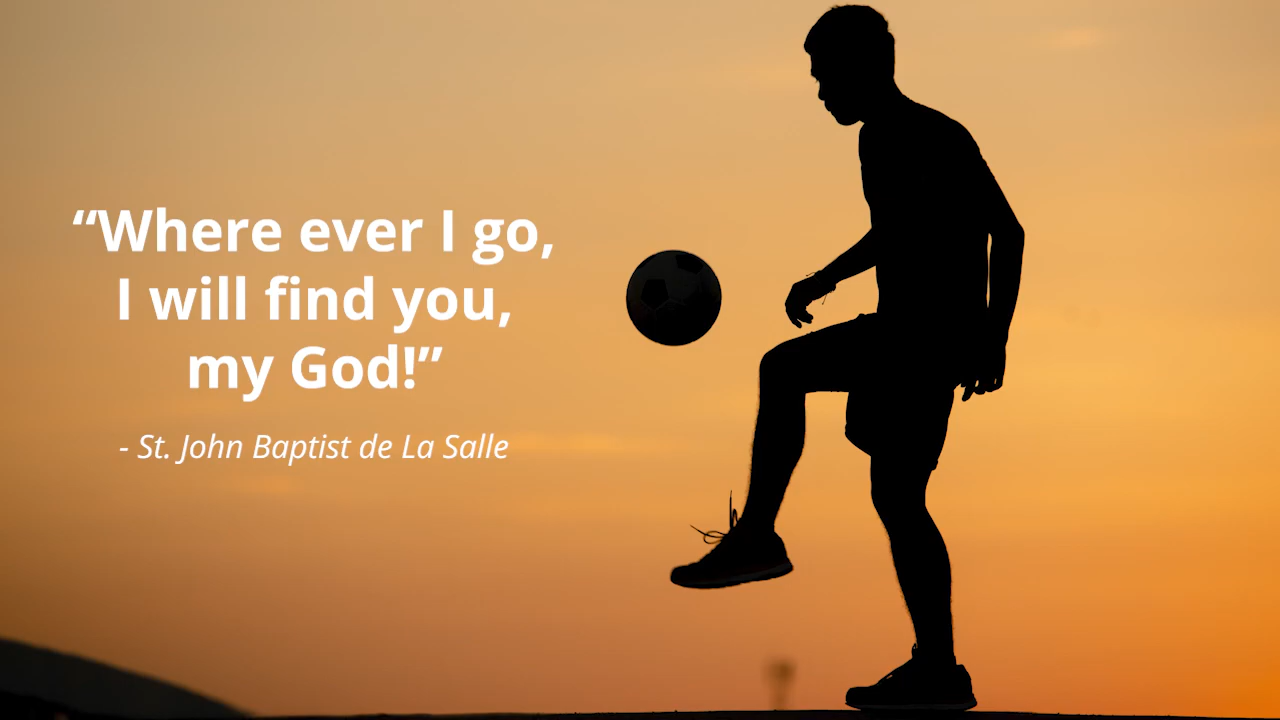 “Where ever I go,
I will find you,
my God!”
- St. John Baptist de La Salle